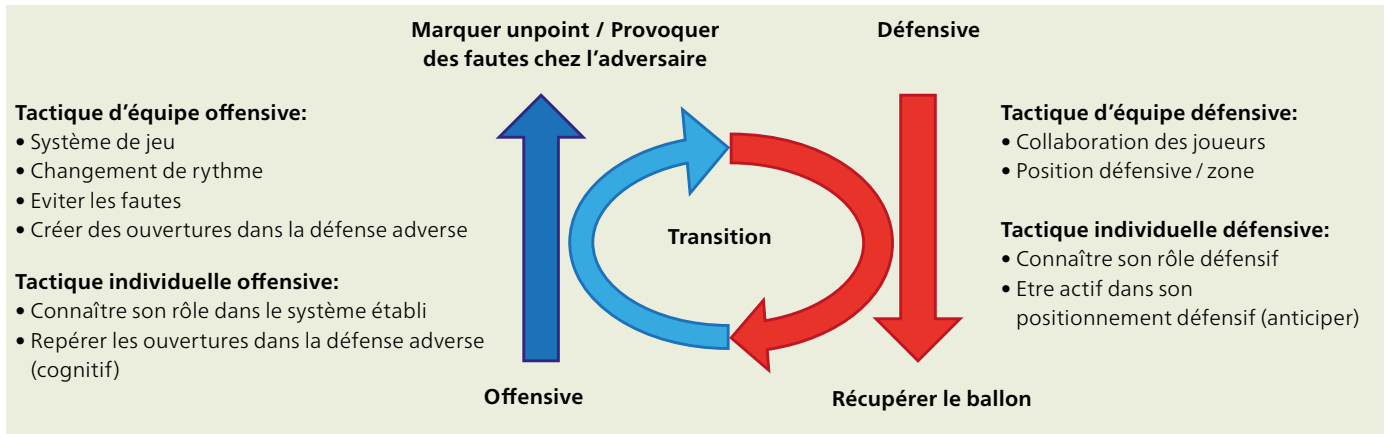 Marquer unpoint / Provoquer
des fautes chez l’adversaire
Défensive
Tactique d’équipe offensive:
• Système de jeu
• Changement de rythme
• Eviter les fautes
• Créer des ouvertures dans la défense adverse
Tactique individuelle offensive:
• Connaître son rôle dans le système établi
• Repérer les ouvertures dans la défense adverse
(cognitif)
Transition
Tactique d’équipe défensive:
• Collaboration des joueurs
• Position défensive / zone
Tactique individuelle défensive:
• Connaître son rôle défensif
• Etre actif dans son
positionnement défensif (anticiper)
Offensive
Récupérer le ballon